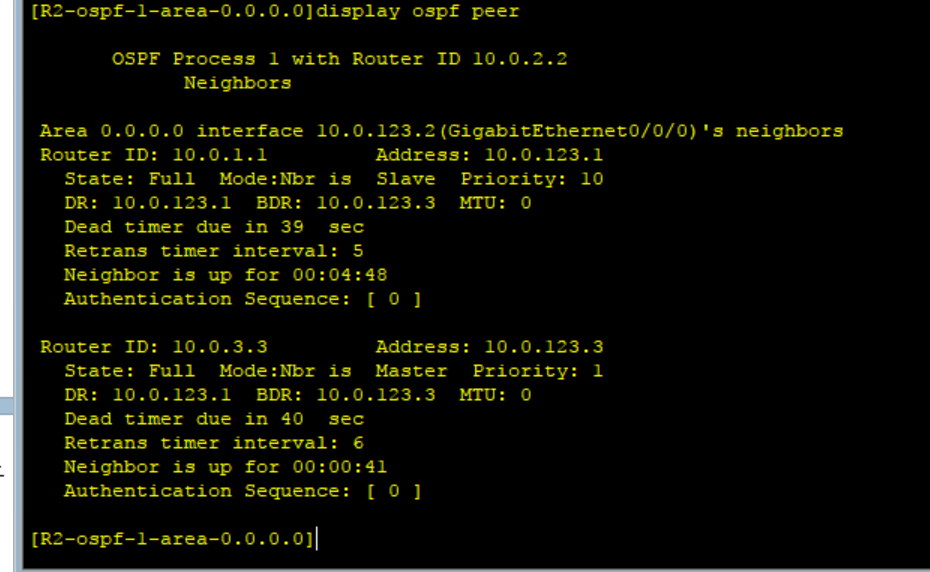 [R2-ospf-1-area-0.0.0.0]display ospf peer
OSPF Process 1 with Router ID 10.0.2.2
Neighbors
Area 0.0.0.0 interface 10.0.123.2(GigabitEthernet0/0/0)'s neighbors
Router ID: 10.0.1.1 Address: 10.0.123.1
State: Full Mode:Nbr is Slave Priority: 10
DR: 10.0.123.1 BDR: 10.0.123.3 MTU: 0
Dead timer due in 39 sec
Retrans timer interval: 5
Neighbor is up for 00:04:48
Authentication Sequence: [ 0 ]
Router ID: 10.0.3.3 Address: 10.0.123.3
State: Full Mode:Nbr is Master Priority: 1
DR: 10.0.123.1 BDR: 10.0.123.3 MTU: 0
Dead timer due in 40 sec
Retrans timer interval: 6
Neighbor is up for 00:00:41
Authentication Sequence: [ 0 ]
[R2-ospf-1-area-0.0.0.0]